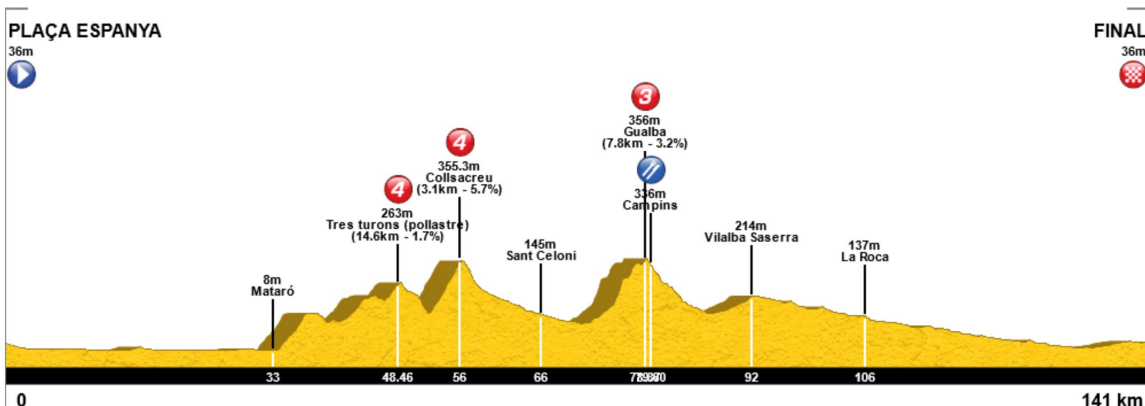 PLAÇA ESPANYA
36m
FINAL
36m
3
356m
Gualba
(7.8km - 3.2%)
4
355.3m
Collsacreu
(3.1km - 5.7%)
336m
Campins
4
263m
Tres turons (pollastre)
(14.6km - 1.7%)
214m
Vilalba Saserra
145m
Sant Celoni
137m
La Roca
8m
Mataró
33
48.46
56
66
92
106
0
141 km